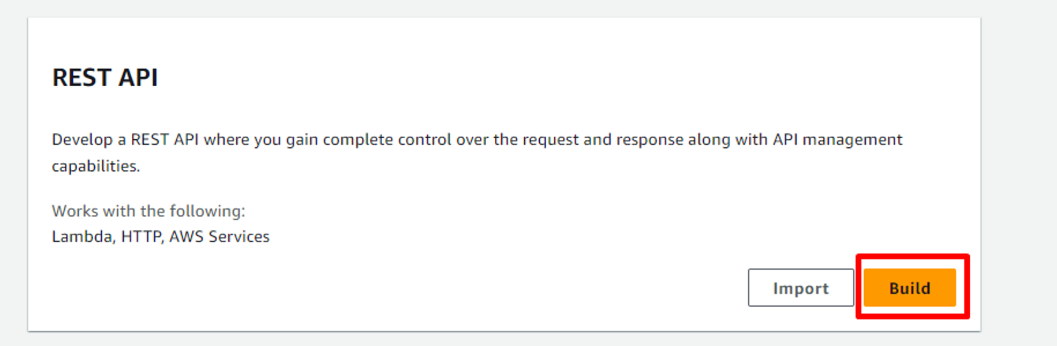 REST API
Develop a REST API where you gain complete control over the request and response along with API management
capabilities.
Works with the following:
Lambda, HTTP, AWS Services
Import
Build